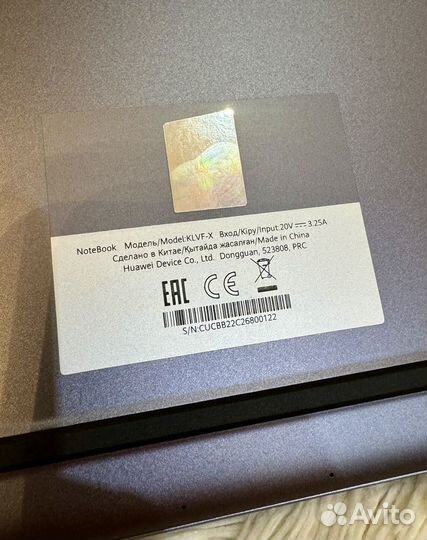 NoteBook Модель/Model:KLVF-X Вход/Кіру/Input:20V⎓3.25A
Сделано в Китае/Қытайда жасалған/Made in China
Huawei Device Co., Ltd. Dongguan, 523808, PRC
EAC CE
S/N:CUCBB22C26800122
Avito